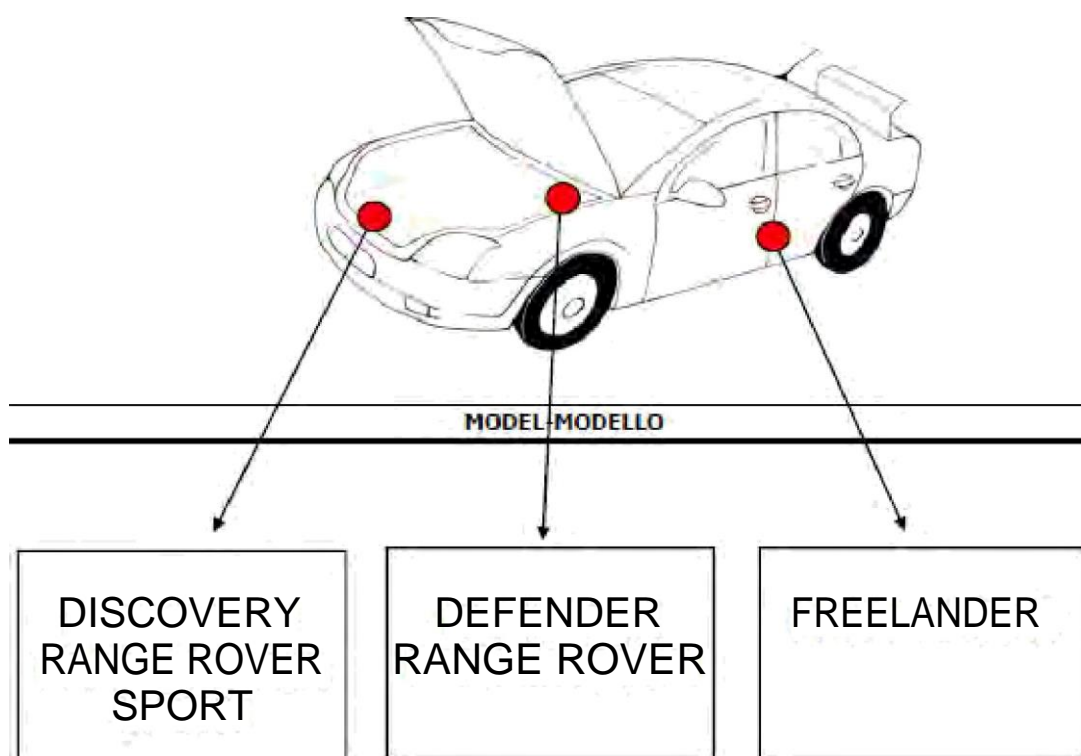 MODEL-MODELLO
DISCOVERY
RANGE ROVER
SPORT
DEFENDER
RANGE ROVER
FREELANDER